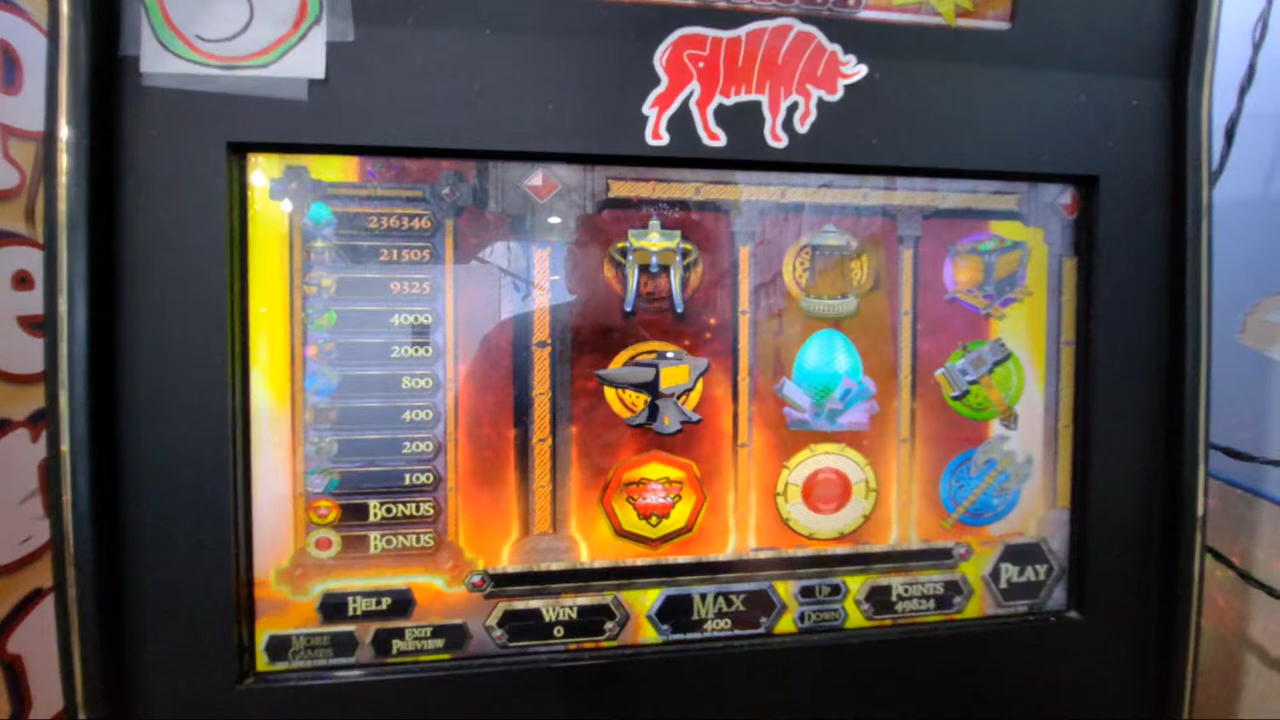 236346
21505
9325
4000
2000
800
400
200
100
BONUS
BONUS
HELP
MORE GAMES
EXIT PREVIEW
WIN
0
MAX
400
UP
DOWN
POINTS
49824
PLAY